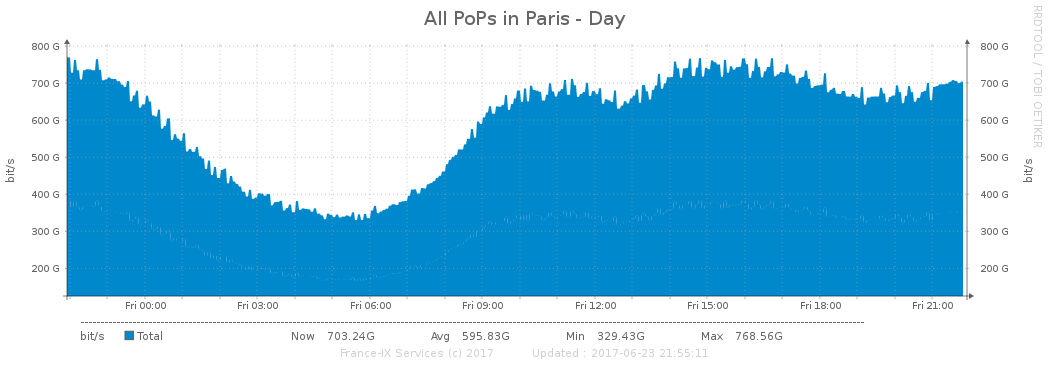 All PoPs in Paris - Day
RRDTOOL / TOBI OETIKER
800 G 800 G
700 G 700 G
600 G 600 G
500 G 500 G
400 G 400 G
300 G 300 G
200 G 200 G
bit/s bit/s
Fri 00:00 Fri 03:00 Fri 06:00 Fri 09:00 Fri 12:00 Fri 15:00 Fri 18:00 Fri 21:00
bit/s Total Now 703.24G Avg 595.83G Min 329.43G Max 768.56G
France-IX Services (c) 2017 Updated : 2017-06-23 21:55:11